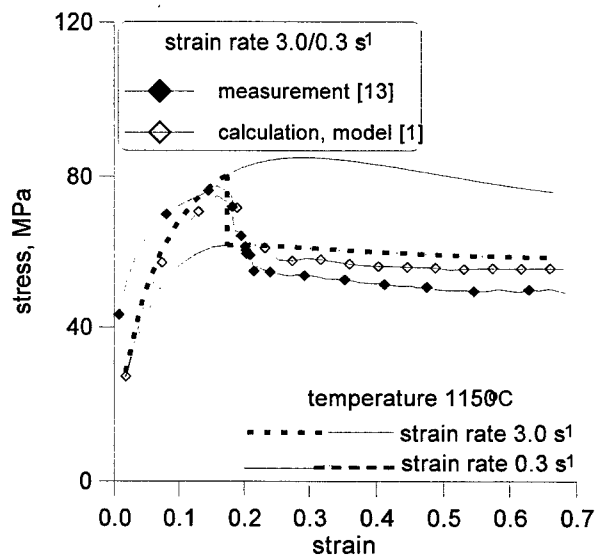 120
80
40
0
stress, MPa
strain rate 3.0/0.3 s¹
measurement [13]
calculation, model [1]
temperature 1150ºC
strain rate 3.0 s¹
strain rate 0.3 s¹
0.0 0.1 0.2 0.3 0.4 0.5 0.6 0.7
strain